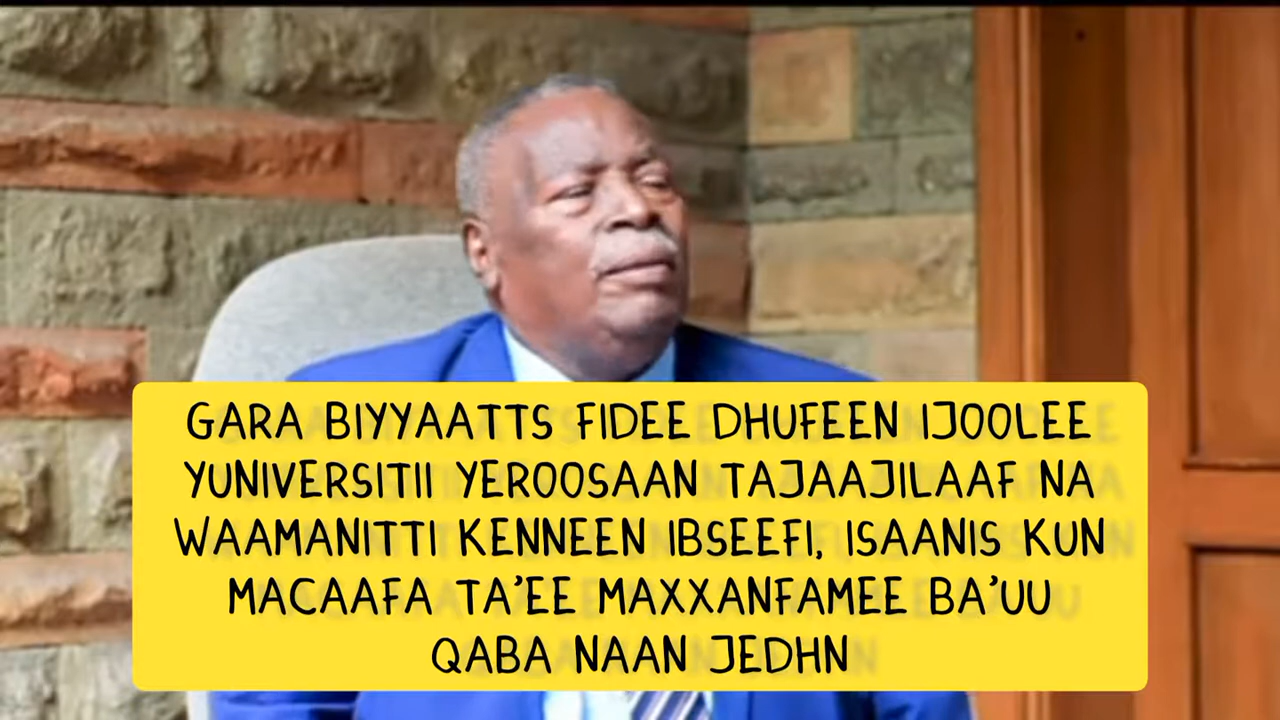 GARA BIYYAATTS FIDEE DHUFEEN IJOOLEE
YUNIVERSITII YEROOSAAN TAJAAJILAAF NA
WAAMANITTI KENNEEN IBSEEFI, ISAANIS KUN
MACAAFA TA'EE MAXXANFAMEE BA'UU
QABA NAAN JEDHN